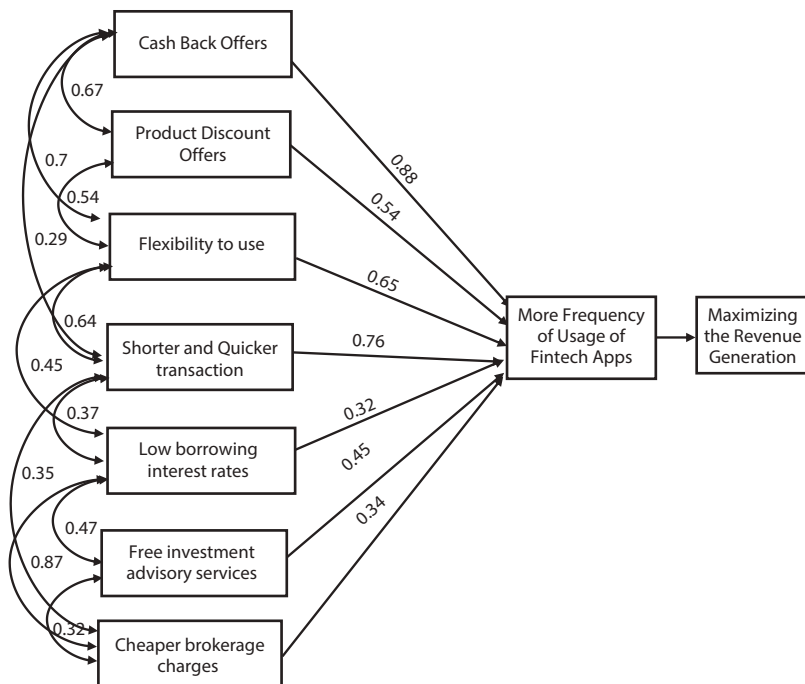 Cash Back Offers
0.67
Product Discount
Offers
0.88
0.7
0.54
0.54
0.29
Flexibility to use
0.65
More Frequency
of Usage of
Fintech Apps
Maximizing
the Revenue
Generation
0.64
Shorter and Quicker
transaction
0.76
0.45
0.37
0.32
Low borrowing
interest rates
0.45
0.35
0.34
0.47
Free investment
advisory services
0.87
0.32
Cheaper brokerage
charges